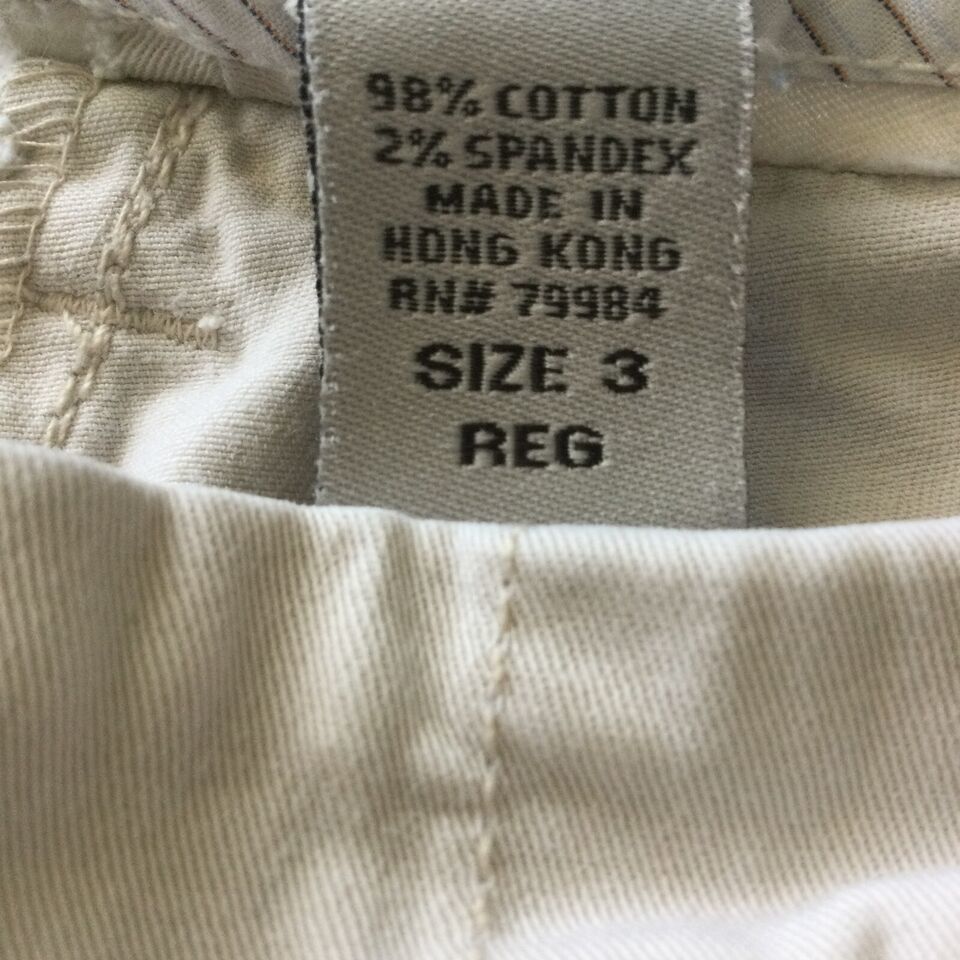 98% COTTON
2% SPANDEX
MADE IN
HONG KONG
RN# 79984
SIZE 3
REG